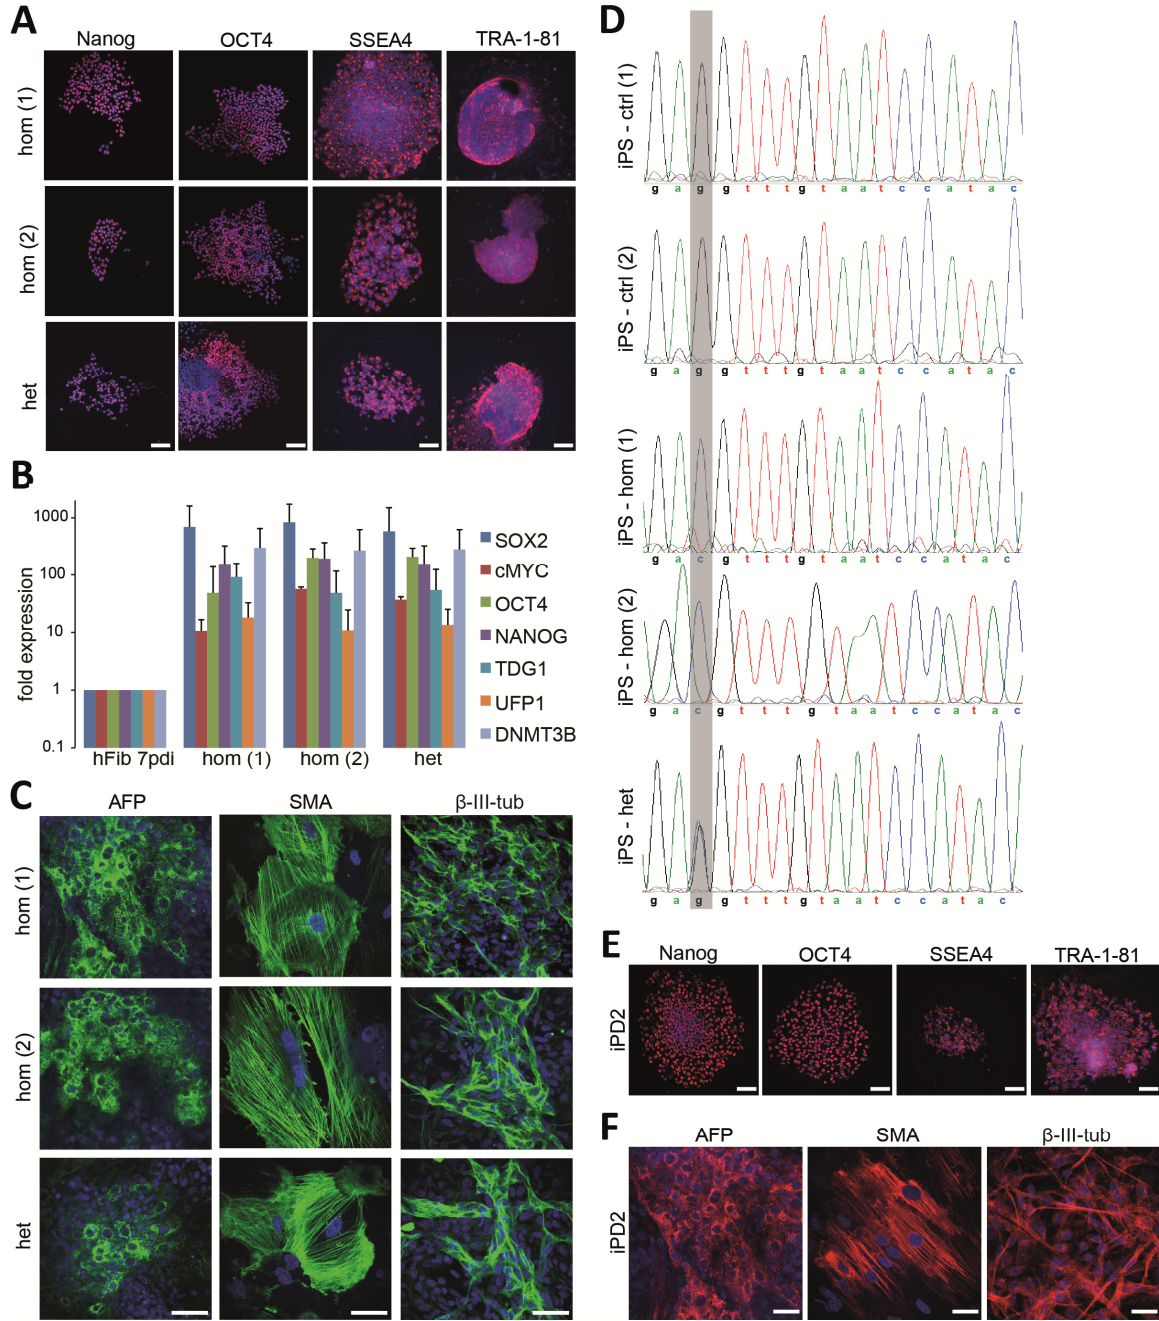 A
Nanog OCT4 SSEA4 TRA-1-81
hom (1)
hom (2)
het
B
fold expression
1000
100
10
1
0.1
hFib 7pdi hom (1) hom (2) het
SOX2
cMYC
OCT4
NANOG
TDG1
UFP1
DNMT3B
C
AFP SMA β-III-tub
hom (1)
hom (2)
het
D
iPS - ctrl (1)
g a g g t t t g t a a t c c a t a c
iPS - ctrl (2)
g a g g t t t g t a a t c c a t a c
iPS - hom (1)
g a c g t t t g t a a t c c a t a c
iPS - hom (2)
g a c g t t t g t a a t c c a t a c
iPS - het
g a g g t t t g t a a t c c a t a c
E
Nanog OCT4 SSEA4 TRA-1-81
iPD2
F
AFP SMA β-III-tub
iPD2